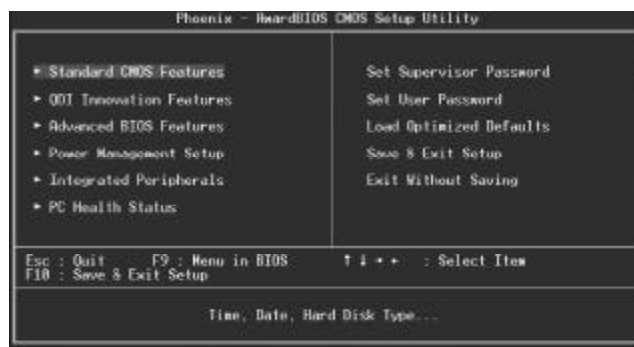 Phoenix - AwardBIOS CMOS Setup Utility
► Standard CMOS Features
► QDI Innovation Features
► Advanced BIOS Features
► Power Management Setup
► Integrated Peripherals
► PC Health Status
Set Supervisor Password
Set User Password
Load Optimized Defaults
Save & Exit Setup
Exit Without Saving
Esc : Quit F9 : Menu in BIOS ↑ ↓ → ← : Select Item
F10 : Save & Exit Setup
Time, Date, Hard Disk Type...